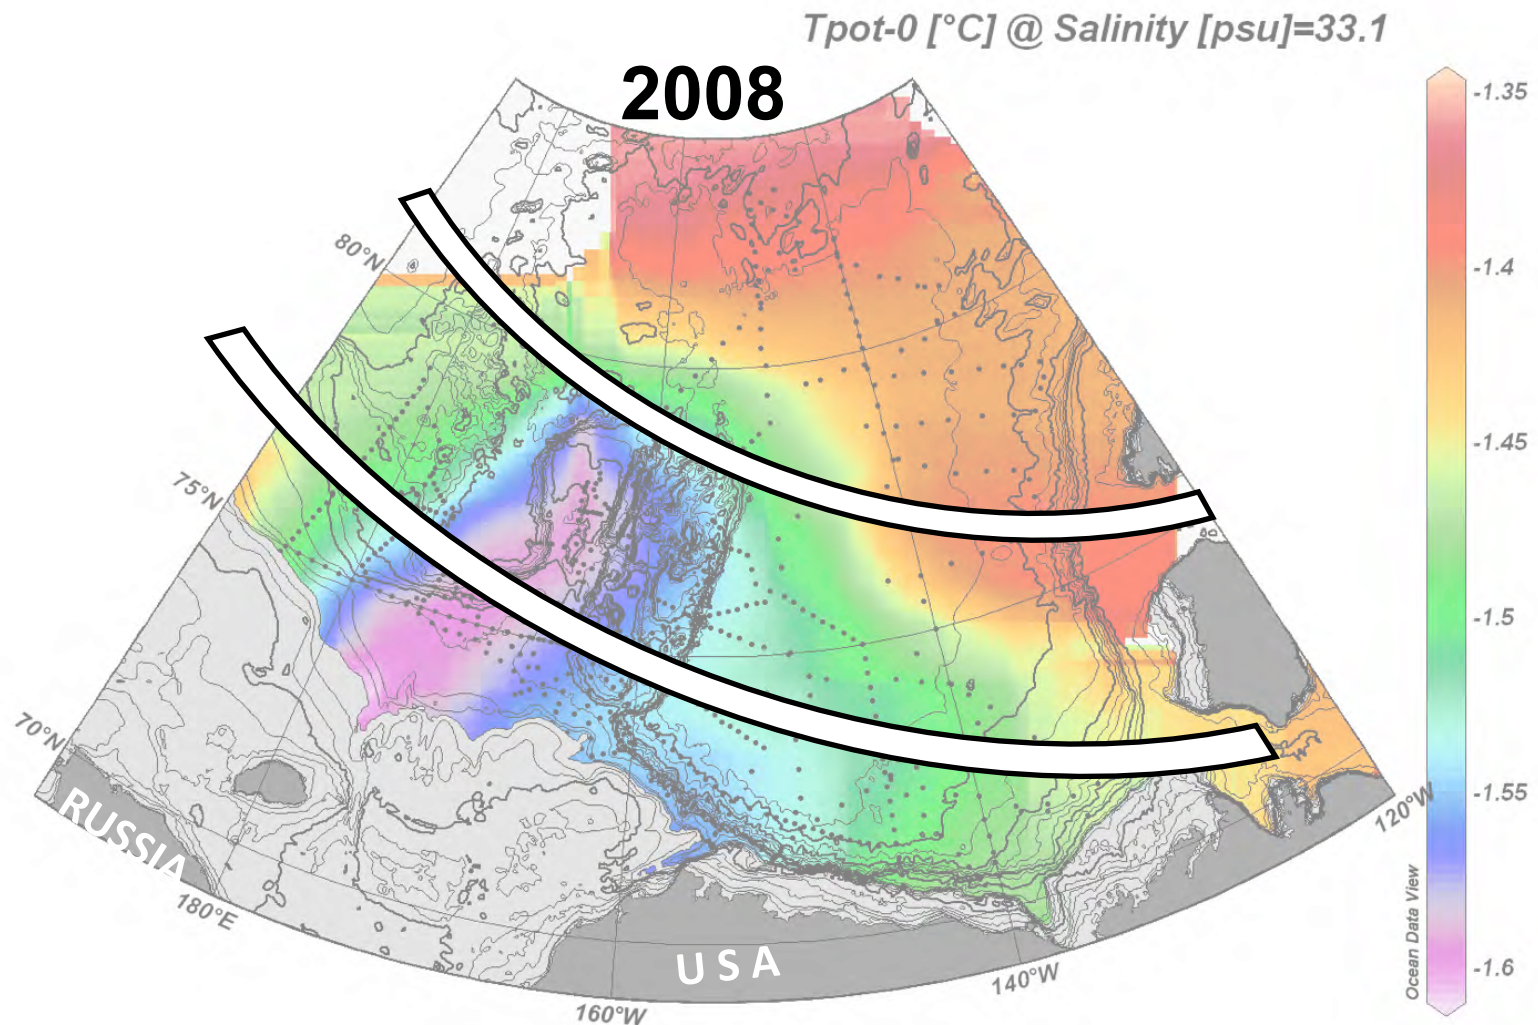 Tpot-0 [°C] @ Salinity [psu]=33.1
2008
-1.35
-1.4
-1.45
-1.5
-1.55
-1.6
80°N
75°N
70°N
RUSSIA
180°E
USA
160°W
140°W
120°W
Ocean Data View